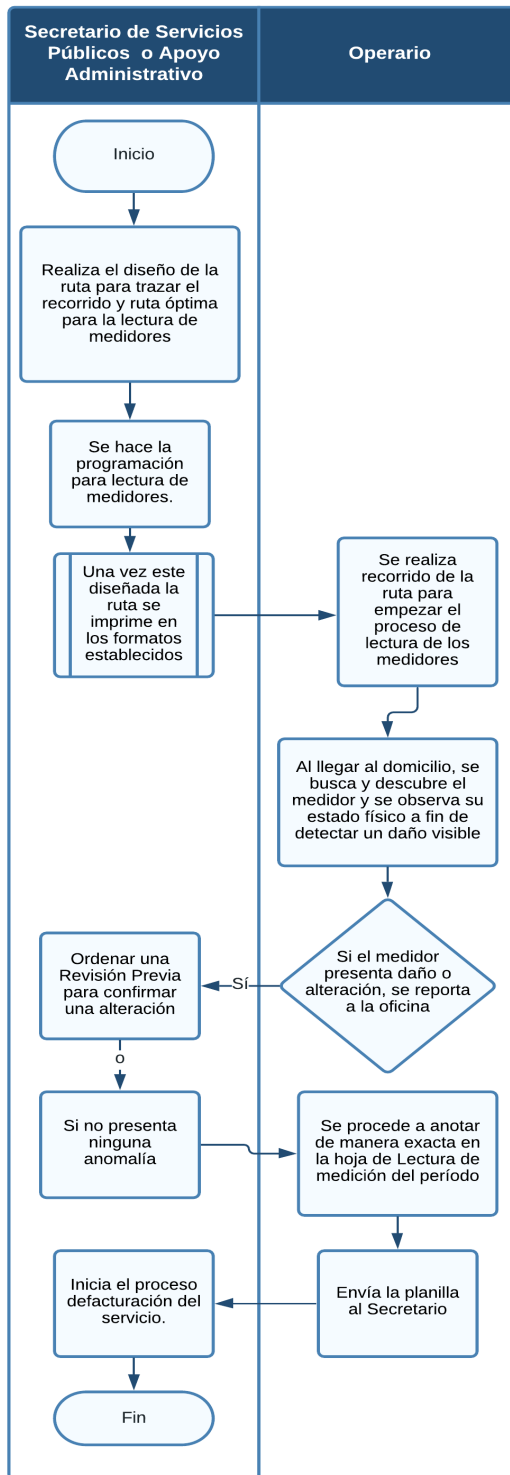 Secretario de Servicios
Públicos o Apoyo
Administrativo
Operario
Inicio
Realiza el diseño de la
ruta para trazar el
recorrido y ruta óptima
para la lectura de
medidores
Se hace la
programación
para lectura de
medidores.
Una vez este
diseñada la
ruta se
imprime en
los formatos
establecidos
Se realiza
recorrido de la
ruta para
empezar el
proceso de
lectura de los
medidores
Al llegar al domicilio, se
busca y descubre el
medidor y se observa su
estado físico a fin de
detectar un daño visible
Si el medidor
presenta daño o
alteración, se reporta
a la oficina
Sí
Ordenar una
Revisión Previa
para confirmar
una alteración
o
Si no presenta
ninguna
anomalía
Se procede a anotar
de manera exacta en
la hoja de Lectura de
medición del período
Envía la planilla
al Secretario
Inicia el proceso
defacturación del
servicio.
Fin